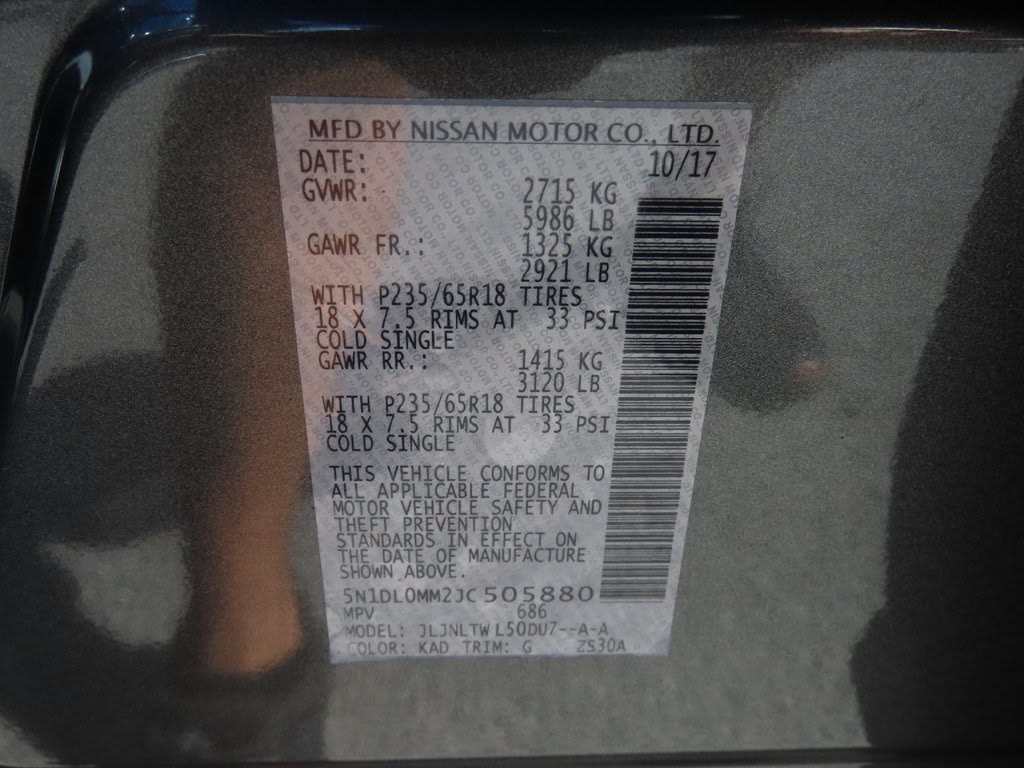 MFD BY NISSAN MOTOR CO., LTD.
DATE: 10/17
GVWR: 2715 KG
5986 LB
GAWR FR.: 1325 KG
2921 LB
WITH P235/65R18 TIRES
18 X 7.5 RIMS AT 33 PSI
COLD SINGLE
GAWR RR.: 1415 KG
3120 LB
WITH P235/65R18 TIRES
18 X 7.5 RIMS AT 33 PSI
COLD SINGLE
THIS VEHICLE CONFORMS TO
ALL APPLICABLE FEDERAL
MOTOR VEHICLE SAFETY AND
THEFT PREVENTION
STANDARDS IN EFFECT ON
THE DATE OF MANUFACTURE
SHOWN ABOVE.
5N1DL0MM2JC505880
MPV 686
MODEL: JLJNLTWL50DU7--A-A
COLOR: KAD TRIM: G ZS30A